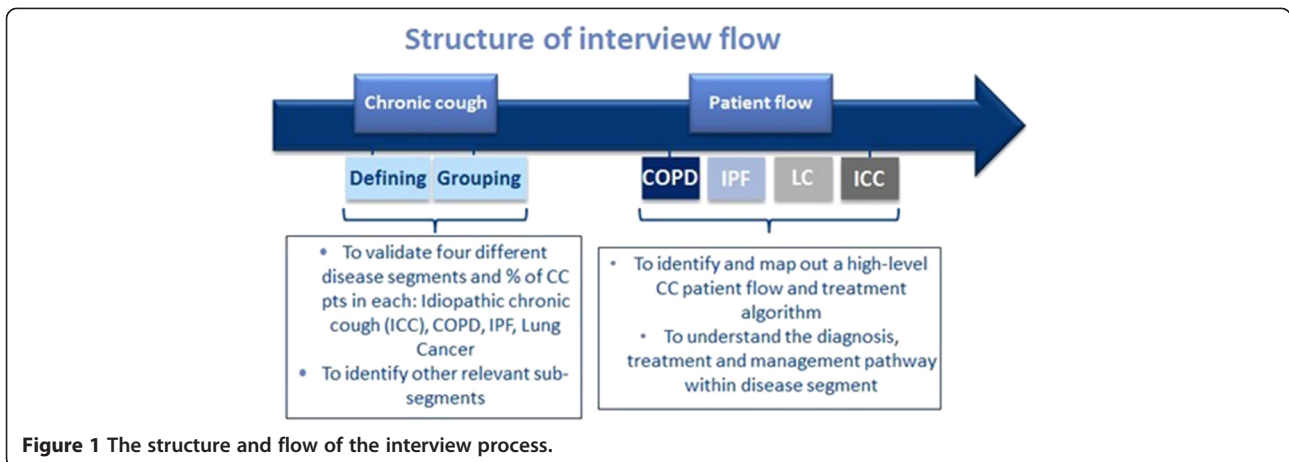 Structure of interview flow
Chronic cough
Patient flow
Defining
Grouping
COPD
IPF
LC
ICC
• To validate four different
disease segments and % of CC
pts in each: Idiopathic chronic
cough (ICC), COPD, IPF, Lung
Cancer
• To identify other relevant sub-
segments
• To identify and map out a high-level
CC patient flow and treatment
algorithm
• To understand the diagnosis,
treatment and management pathway
within disease segment
Figure 1 The structure and flow of the interview process.